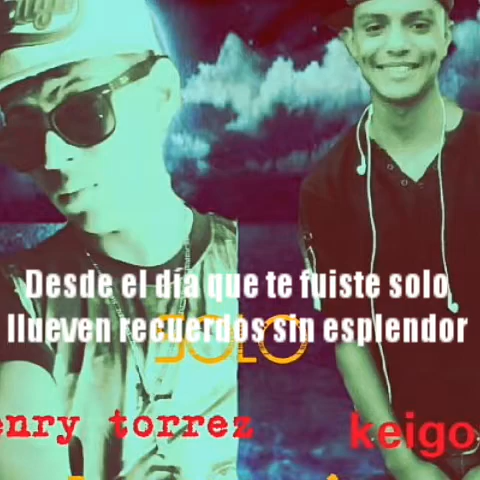 Desde el día que te fuiste solo
llueven recuerdos sin esplendor
SOLO
enry torrez
keigo